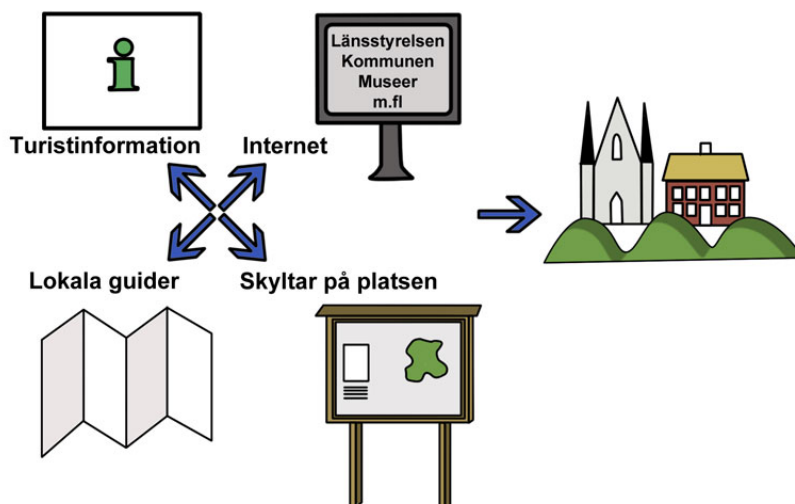 Länsstyrelsen
Kommunen
Museer
m.fl
Turistinformation
Internet
Lokala guider
Skyltar på platsen